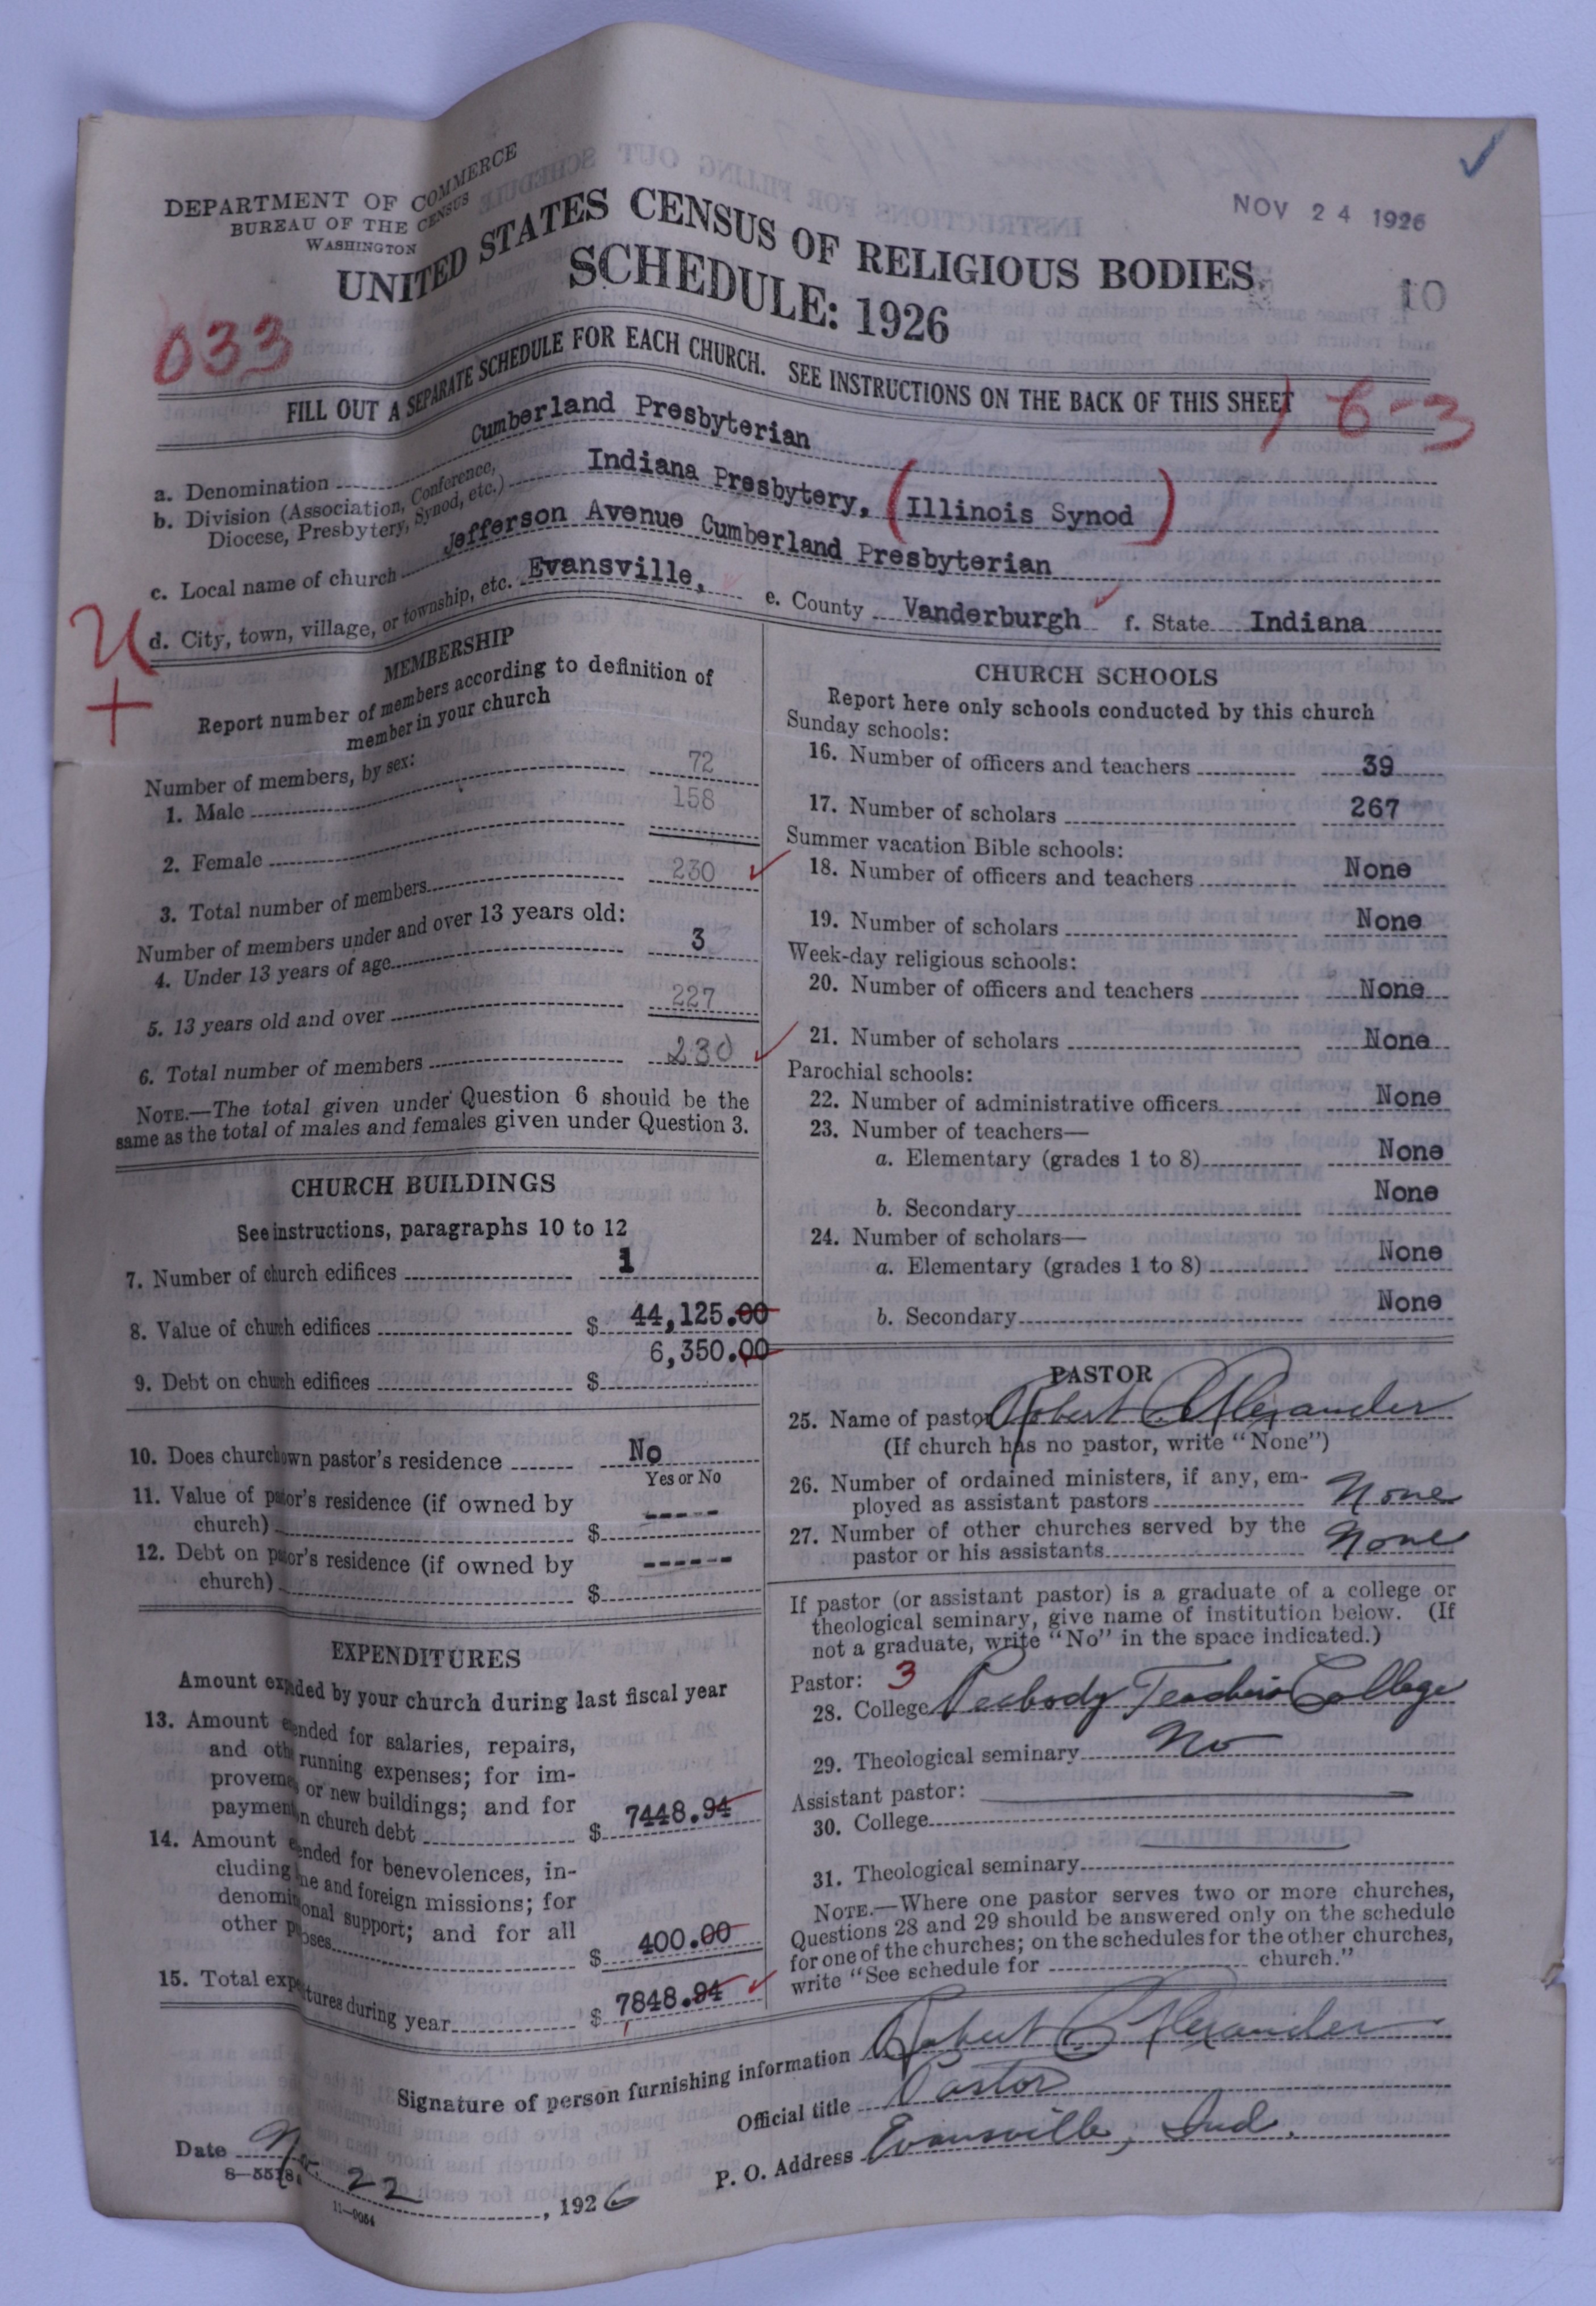 NOV 24 1926
DEPARTMENT OF COMMERCE
BUREAU OF THE CENSUS
WASHINGTON
UNITED STATES CENSUS OF RELIGIOUS BODIES
SCHEDULE: 1926
10
033
FILL OUT A SEPARATE SCHEDULE FOR EACH CHURCH. SEE INSTRUCTIONS ON THE BACK OF THIS SHEET
6-3
a. Denomination Cumberland Presbyterian
b. Division (Association, Conference, Diocese, Presbytery, Synod, etc.) Indiana Presbytery, (Illinois Synod)
c. Local name of church Jefferson Avenue Cumberland Presbyterian
d. City, town, village, or township, etc. Evansville, e. County Vanderburgh f. State Indiana
MEMBERSHIP
Report number of members according to definition of
member in your church
Number of members, by sex:
1. Male 72
2. Female 158
3. Total number of members 230
Number of members under and over 13 years old:
4. Under 13 years of age 3
5. 13 years old and over 227
6. Total number of members 230
NOTE.—The total given under Question 6 should be the
same as the total of males and females given under Question 3.
CHURCH BUILDINGS
See instructions, paragraphs 10 to 12
7. Number of church edifices 1
8. Value of church edifices $ 44,125.00
9. Debt on church edifices $ 6,350.00
10. Does church own pastor's residence No
Yes or No
11. Value of pastor's residence (if owned by
church) $ -----
12. Debt on pastor's residence (if owned by
church) $ ------
EXPENDITURES
Amount expended by your church during last fiscal year
13. Amount expended for salaries, repairs,
and other running expenses; for im-
provements or new buildings; and for
payment on church debt $ 7448.94
14. Amount expended for benevolences, in-
cluding home and foreign missions; for
denominational support; and for all
other purposes $ 400.00
15. Total expenditures during year $ 7848.94
CHURCH SCHOOLS
Report here only schools conducted by this church
Sunday schools:
16. Number of officers and teachers 39
17. Number of scholars 267
Summer vacation Bible schools:
18. Number of officers and teachers None
19. Number of scholars None
Week-day religious schools:
20. Number of officers and teachers None
21. Number of scholars None
Parochial schools:
22. Number of administrative officers None
23. Number of teachers—
a. Elementary (grades 1 to 8) None
b. Secondary None
24. Number of scholars—
a. Elementary (grades 1 to 8) None
b. Secondary None
PASTOR
25. Name of pastor Robert C. Alexander
(If church has no pastor, write "None")
26. Number of ordained ministers, if any, em-
ployed as assistant pastors None
27. Number of other churches served by the
pastor or his assistants None
If pastor (or assistant pastor) is a graduate of a college or
theological seminary, give name of institution below. (If
not a graduate, write "No" in the space indicated.)
Pastor: 3
28. College Peabody Teachers College
29. Theological seminary No
Assistant pastor:
30. College
31. Theological seminary
NOTE.—Where one pastor serves two or more churches,
Questions 28 and 29 should be answered only on the schedule
for one of the churches; on the schedules for the other churches,
write "See schedule for church."
Signature of person furnishing information Robert C. Alexander
Official title Pastor
P. O. Address Evansville, Ind.
Date Nov. 22, 1926
8—5518a
11—9054